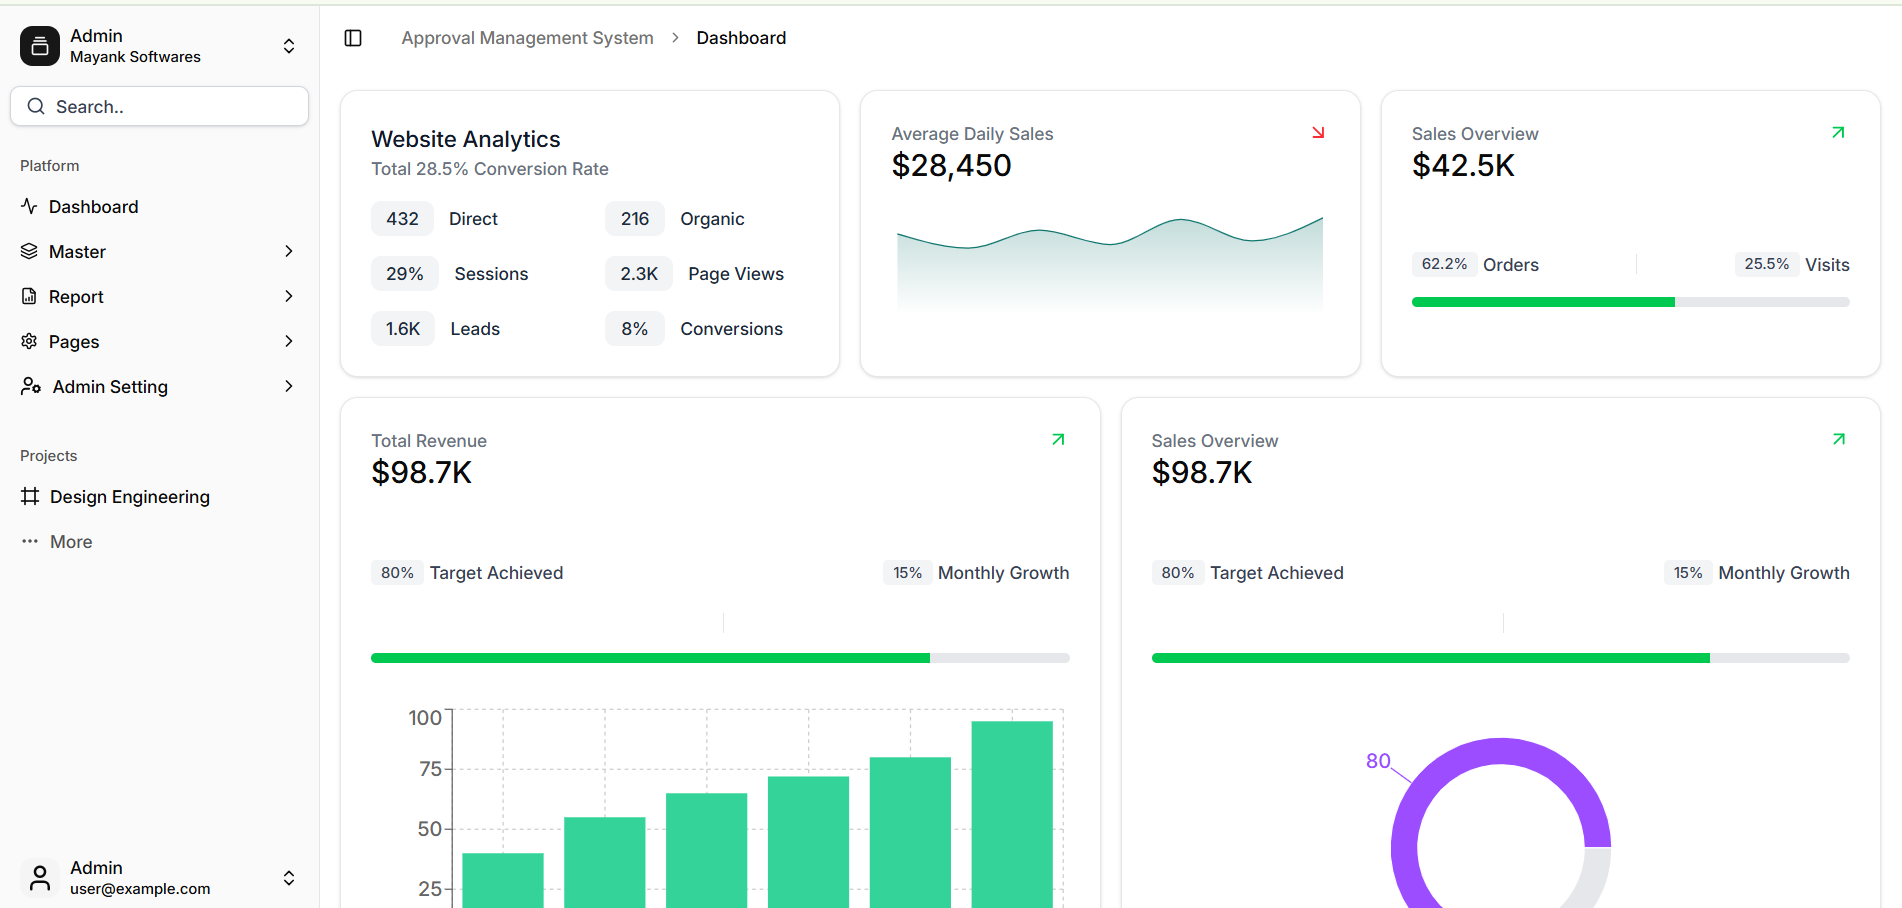 Admin
Mayank Softwares
Search..
Platform
Dashboard
Master
Report
Pages
Admin Setting
Projects
Design Engineering
More
Admin
user@example.com
Approval Management System > Dashboard
Website Analytics
Total 28.5% Conversion Rate
432 Direct 216 Organic
29% Sessions 2.3K Page Views
1.6K Leads 8% Conversions
Average Daily Sales
$28,450
Sales Overview
$42.5K
62.2% Orders 25.5% Visits
Total Revenue
$98.7K
80% Target Achieved 15% Monthly Growth
100
75
50
25
Sales Overview
$98.7K
80% Target Achieved 15% Monthly Growth
80